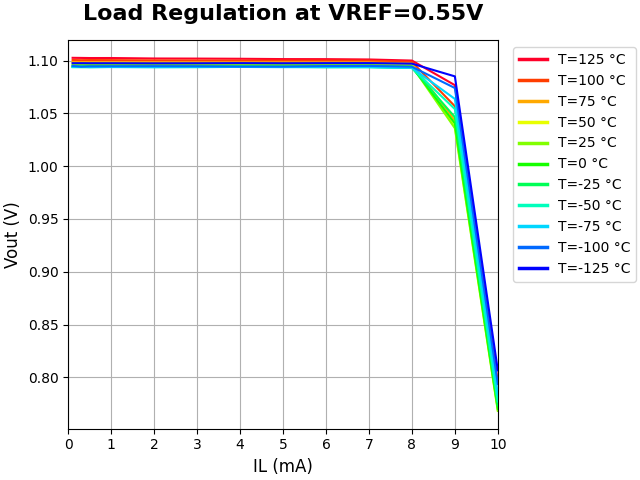 Load Regulation at VREF=0.55V
Vout (V)
1.10
1.05
1.00
0.95
0.90
0.85
0.80
0 1 2 3 4 5 6 7 8 9 10
IL (mA)
T=125 °C
T=100 °C
T=75 °C
T=50 °C
T=25 °C
T=0 °C
T=-25 °C
T=-50 °C
T=-75 °C
T=-100 °C
T=-125 °C